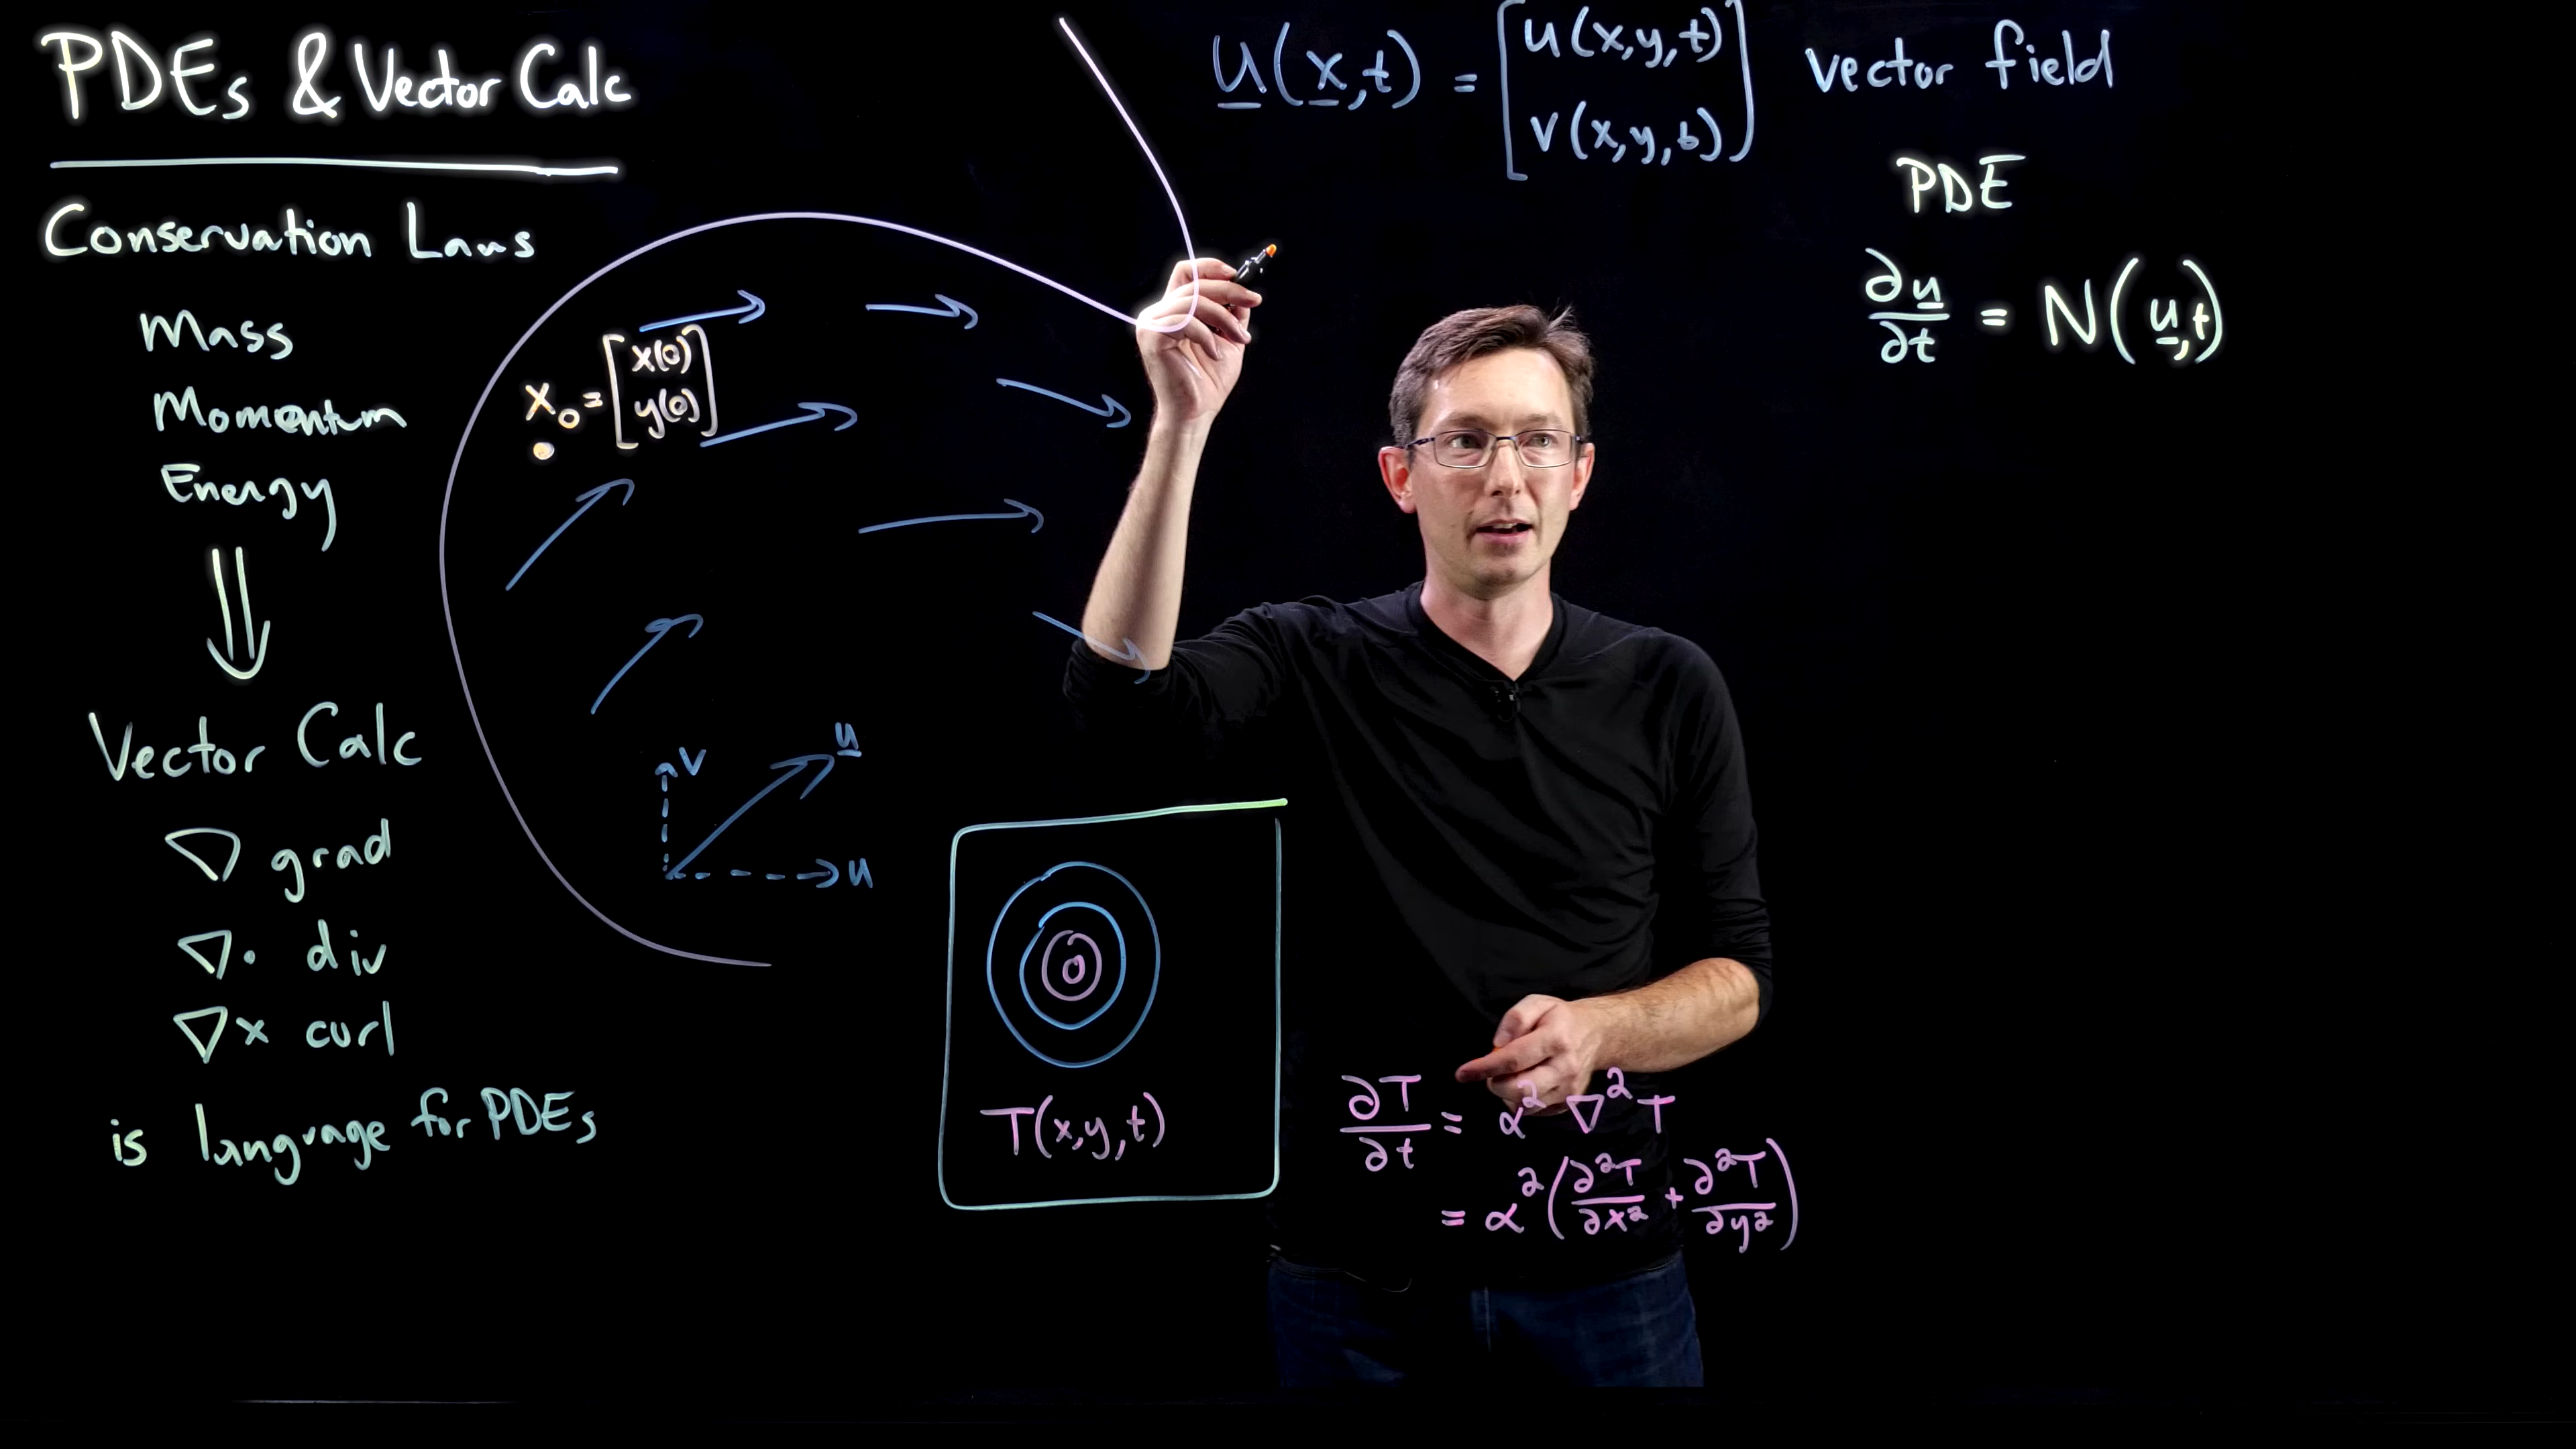 PDEs & Vector Calc
Conservation Laws
Mass
Momentum
Energy
⇓
Vector Calc
∇ grad
∇· div
∇× curl
is language for PDEs
x₀ = [x(0)
y(0)]
v
u
u
T(x,y,t)
u(x,t) = [u(x,y,t)
v(x,y,t)] vector field
PDE
∂u/∂t = N(u,t)
∂T/∂t = α² ∇² T
= α² (∂²T/∂x² + ∂²T/∂y²)